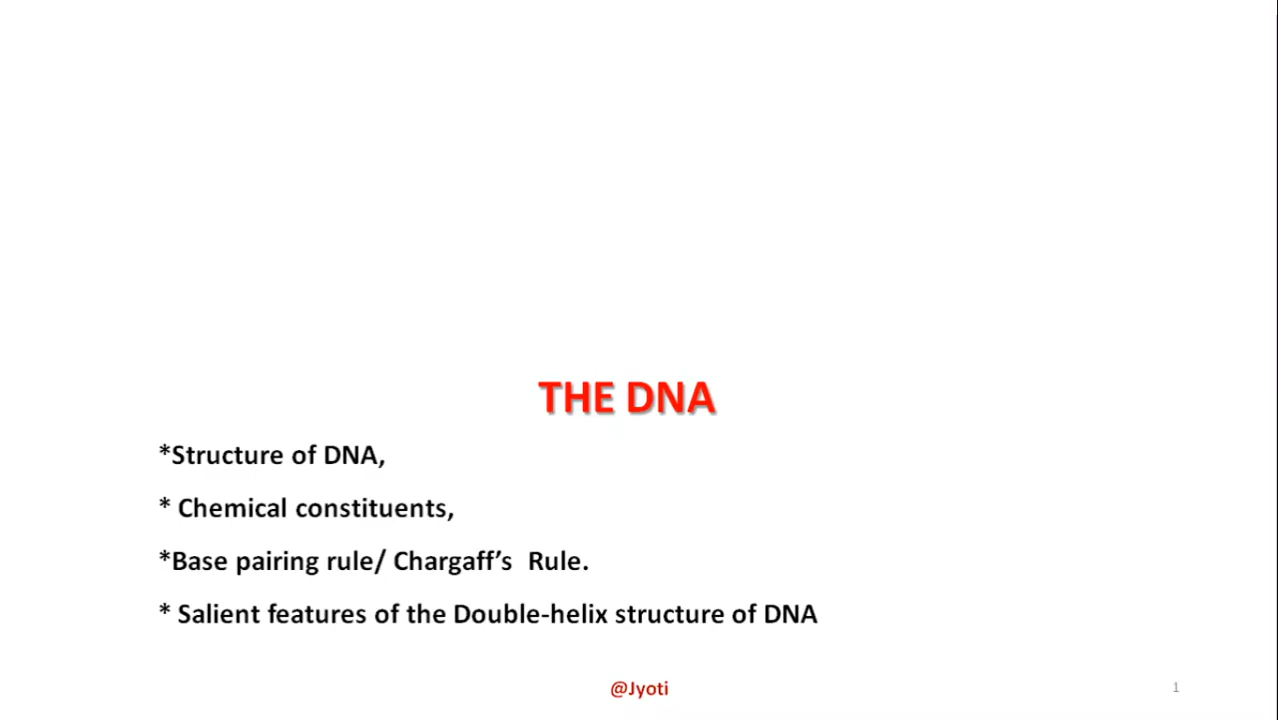 THE DNA
*Structure of DNA,
* Chemical constituents,
*Base pairing rule/ Chargaff’s  Rule.
* Salient features of the Double-helix structure of DNA
@Jyoti
1